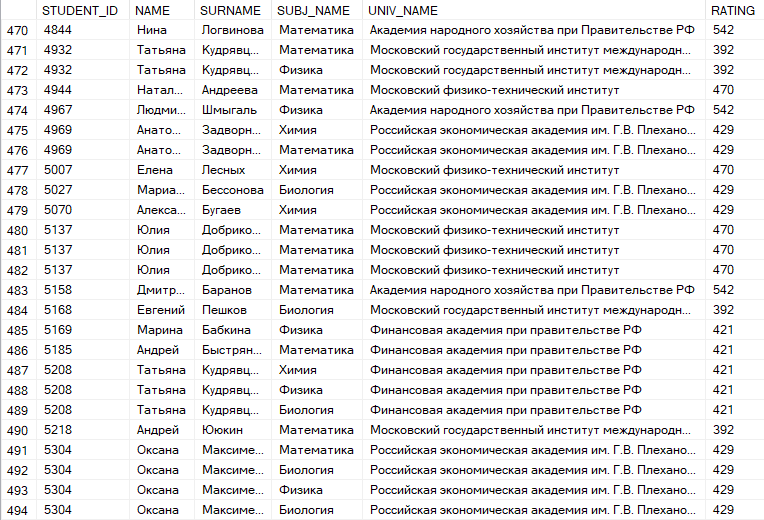 STUDENT_ID NAME SURNAME SUBJ_NAME UNIV_NAME RATING
470 4844 Нина Логвинова Математика Академия народного хозяйства при Правительстве РФ 542
471 4932 Татьяна Кудрявц... Математика Московский государственный институт международн... 392
472 4932 Татьяна Кудрявц... Физика Московский государственный институт международн... 392
473 4944 Натал... Андреева Математика Московский физико-технический институт 470
474 4967 Людми... Шмыгаль Физика Академия народного хозяйства при Правительстве РФ 542
475 4969 Анато... Задворн... Химия Российская экономическая академия им. Г.В. Плехано... 429
476 4969 Анато... Задворн... Математика Российская экономическая академия им. Г.В. Плехано... 429
477 5007 Елена Лесных Химия Московский физико-технический институт 470
478 5027 Мариа... Бессонова Биология Российская экономическая академия им. Г.В. Плехано... 429
479 5070 Алекса... Бугаев Химия Российская экономическая академия им. Г.В. Плехано... 429
480 5137 Юлия Добрико... Математика Московский физико-технический институт 470
481 5137 Юлия Добрико... Математика Московский физико-технический институт 470
482 5137 Юлия Добрико... Математика Московский физико-технический институт 470
483 5158 Дмитр... Баранов Математика Академия народного хозяйства при Правительстве РФ 542
484 5168 Евгений Пешков Биология Московский государственный институт международн... 392
485 5169 Марина Бабкина Физика Финансовая академия при правительстве РФ 421
486 5185 Андрей Быстрян... Математика Финансовая академия при правительстве РФ 421
487 5208 Татьяна Кудрявц... Химия Финансовая академия при правительстве РФ 421
488 5208 Татьяна Кудрявц... Физика Финансовая академия при правительстве РФ 421
489 5208 Татьяна Кудрявц... Биология Финансовая академия при правительстве РФ 421
490 5218 Андрей Ююкин Математика Московский государственный институт международн... 392
491 5304 Оксана Максиме... Математика Российская экономическая академия им. Г.В. Плехано... 429
492 5304 Оксана Максиме... Биология Российская экономическая академия им. Г.В. Плехано... 429
493 5304 Оксана Максиме... Физика Российская экономическая академия им. Г.В. Плехано... 429
494 5304 Оксана Максиме... Биология Российская экономическая академия им. Г.В. Плехано... 429